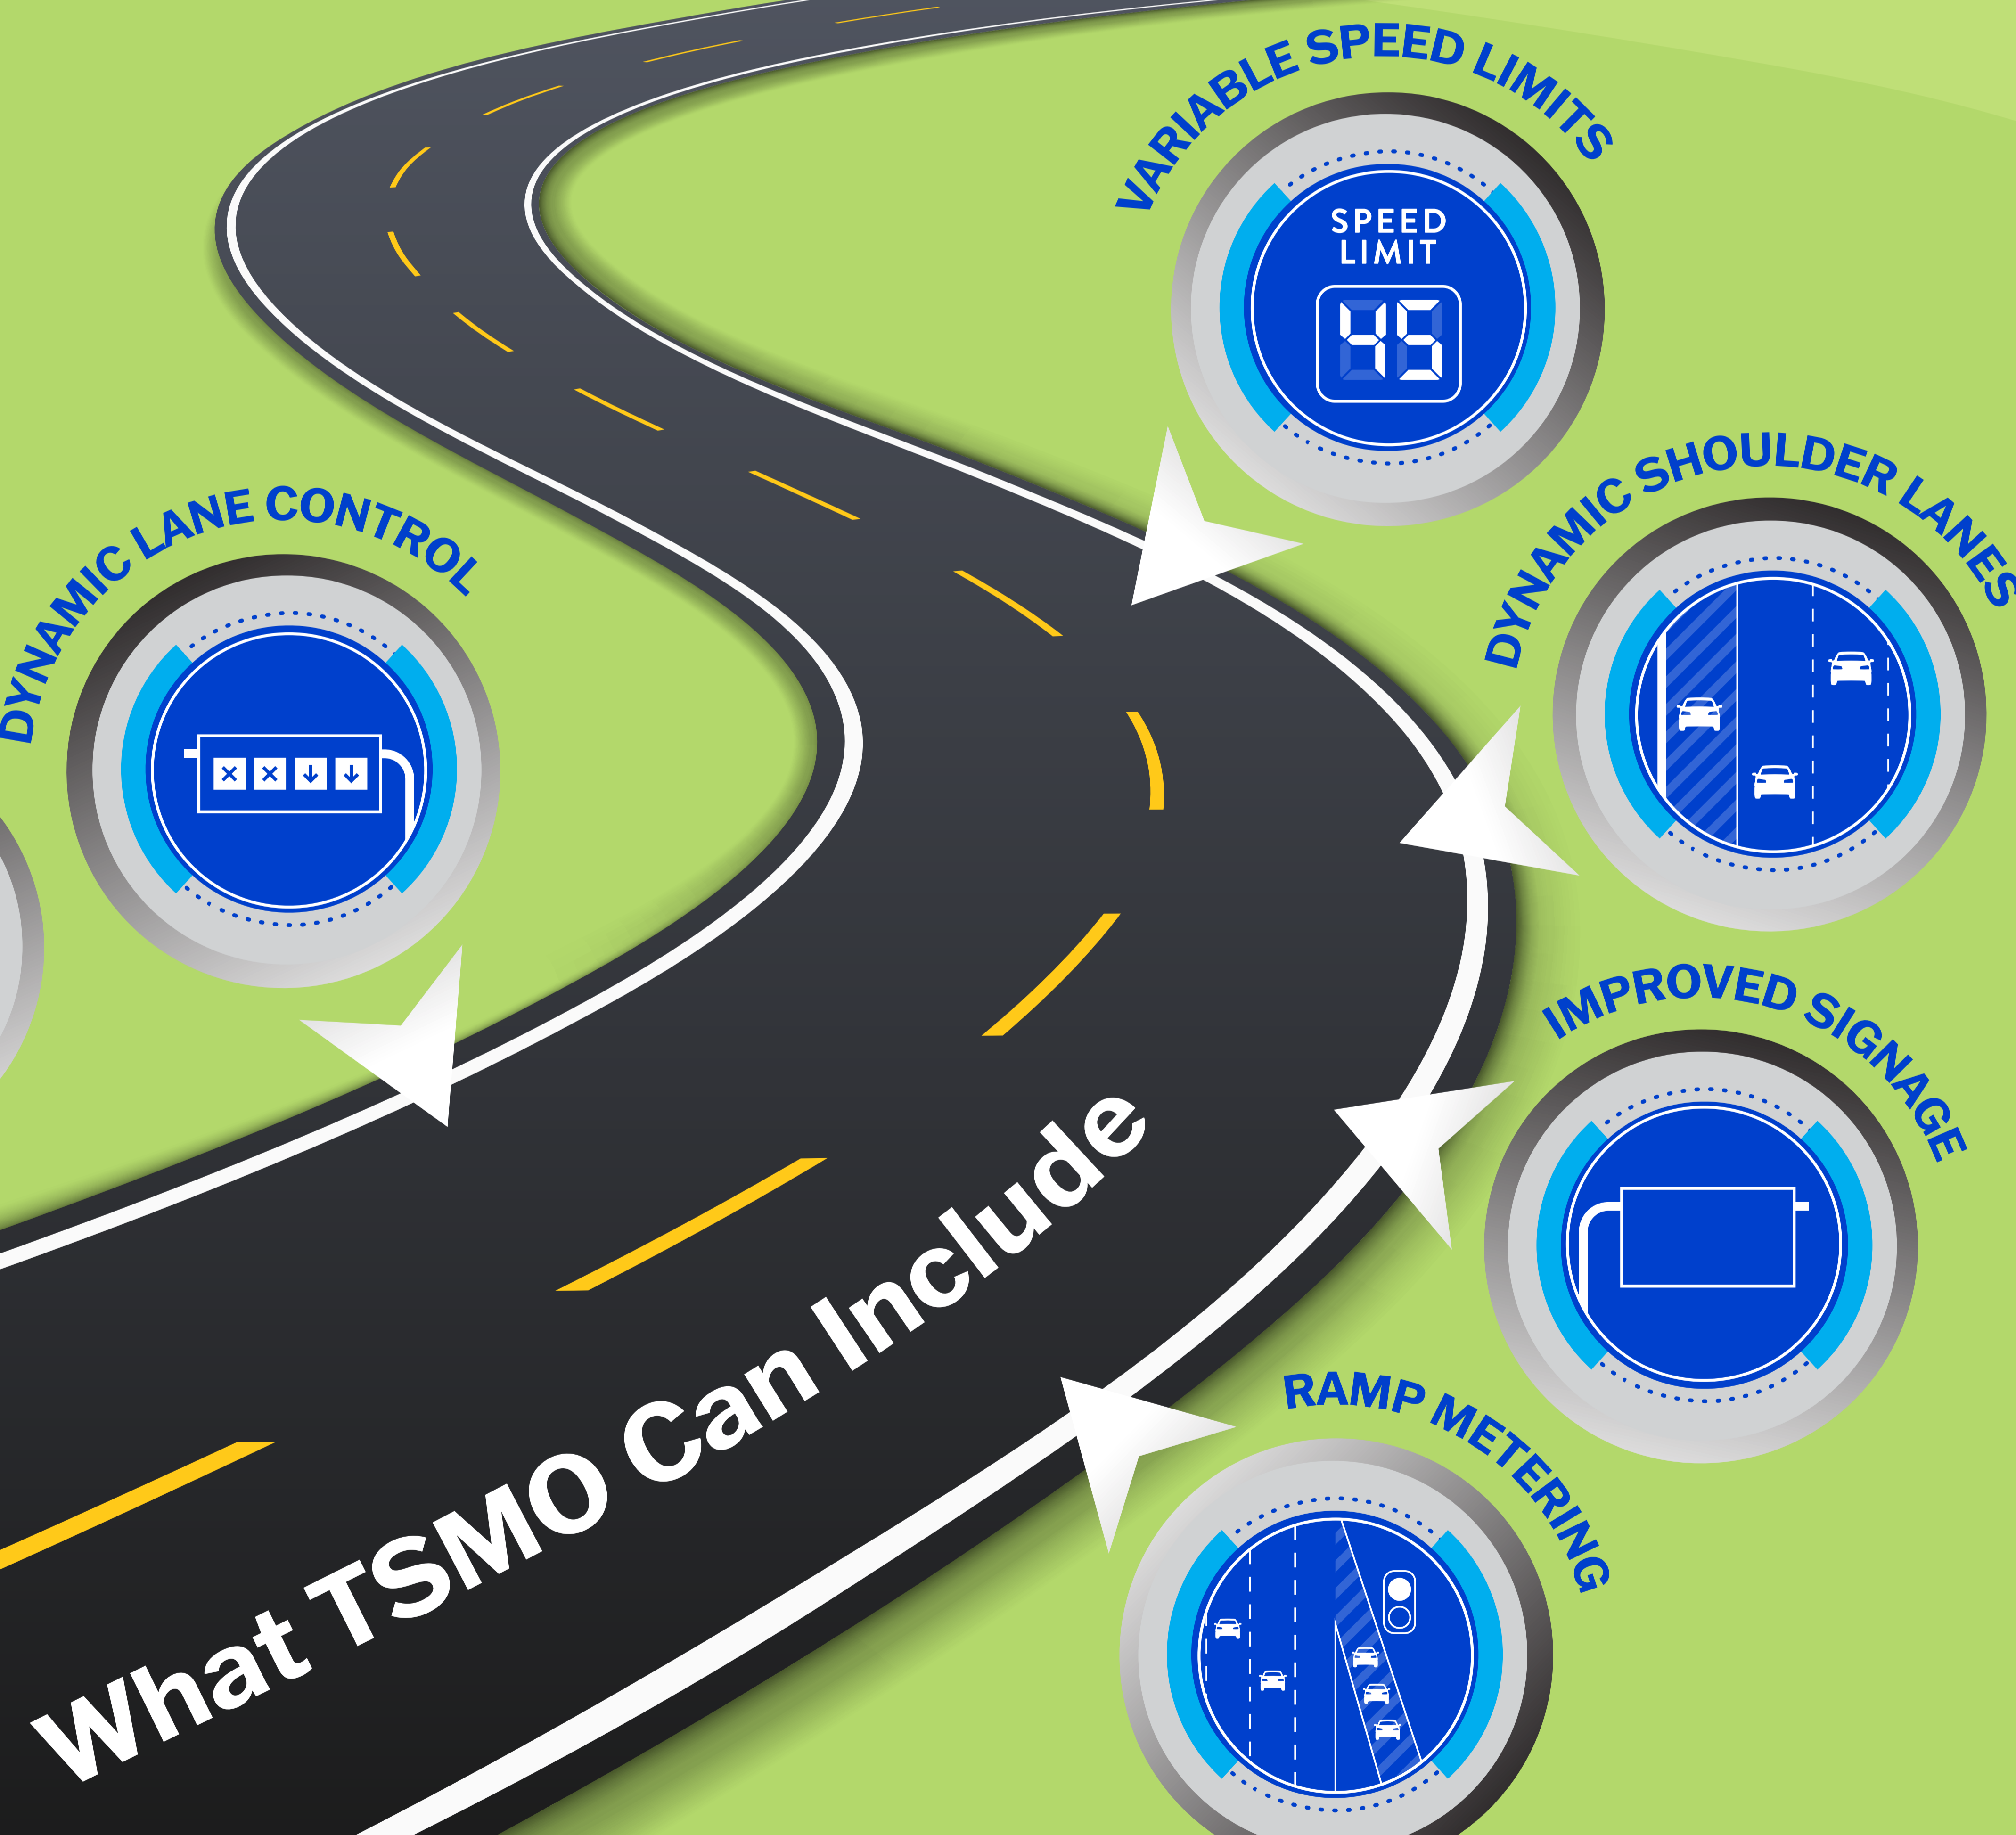 VARIABLE SPEED LIMITS
SPEED
LIMIT
45
DYNAMIC SHOULDER LANES
DYNAMIC LANE CONTROL
IMPROVED SIGNAGE
RAMP METERING
What TSMO Can Include